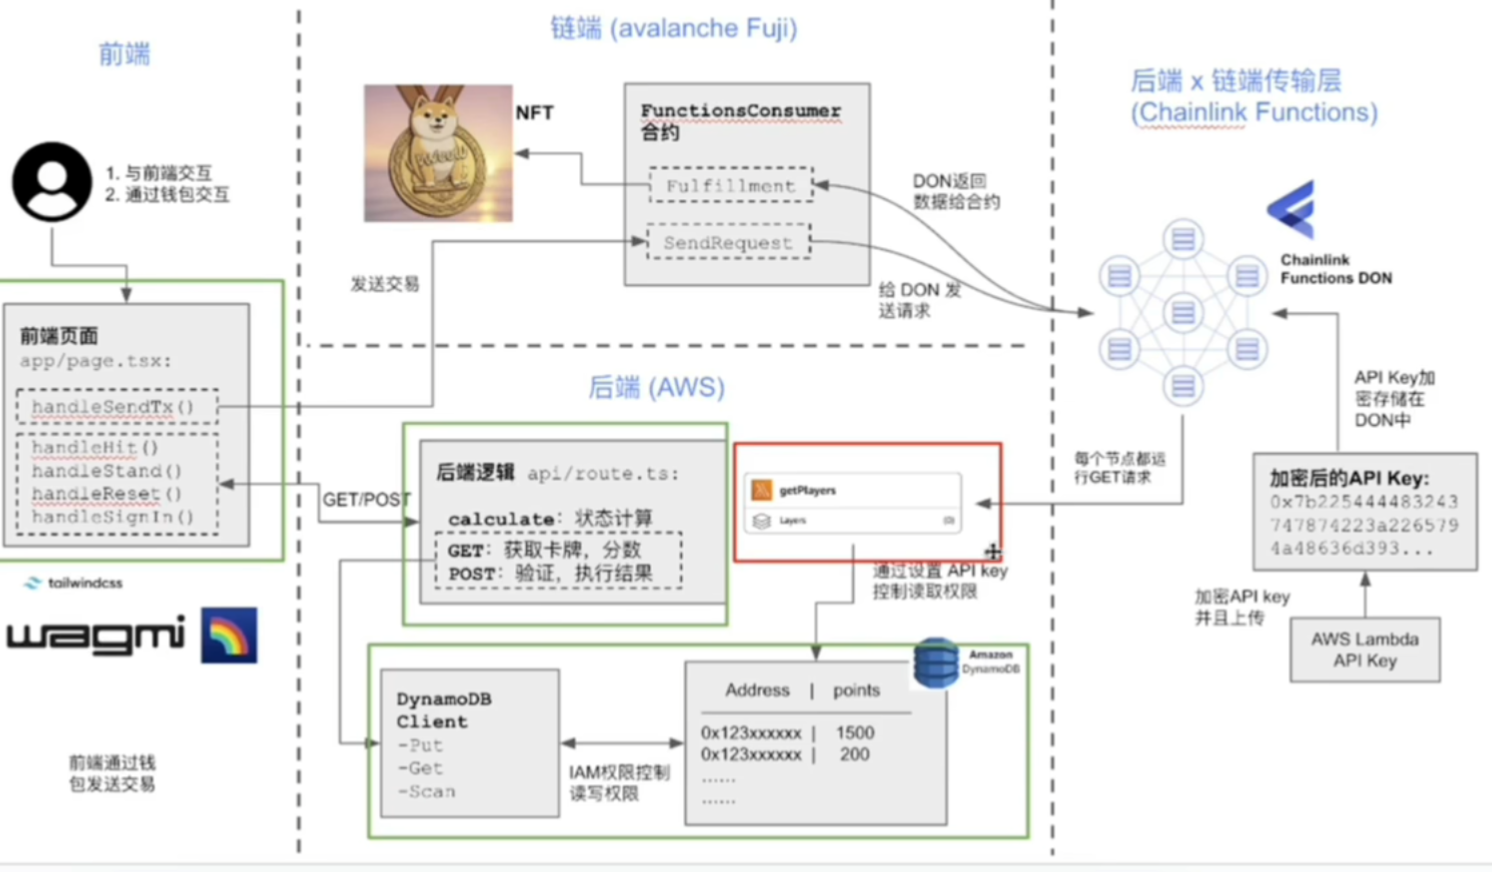 前端
1. 与前端交互
2. 通过钱包交互
前端页面
app/page.tsx:
handleSendTx()
handleHit()
handleStand()
handleReset()
handleSignIn()
tailwindcss
wagmi
前端通过钱
包发送交易
链端 (avalanche Fuji)
NFT
FunctionsConsumer
合约
Fulfillment
SendRequest
发送交易
DON返回
数据给合约
给 DON 发
送请求
后端 (AWS)
GET/POST
后端逻辑 api/route.ts:
calculate: 状态计算
GET: 获取卡牌, 分数
POST: 验证, 执行结果
getPlayers
Layers
(0)
通过设置 API key
控制读取权限
DynamoDB
Client
-Put
-Get
-Scan
IAM权限控制
读写权限
Amazon
DynamoDB
Address | points
0x123xxxxxx | 1500
0x123xxxxxx | 200
......
......
后端 x 链端传输层
(Chainlink Functions)
Chainlink
Functions DON
API Key加
密存储在
DON中
每个节点都运
行GET请求
加密后的API Key:
0x7b225444483243
747874223a226579
4a48636d393...
加密API key
并且上传
AWS Lambda
API Key